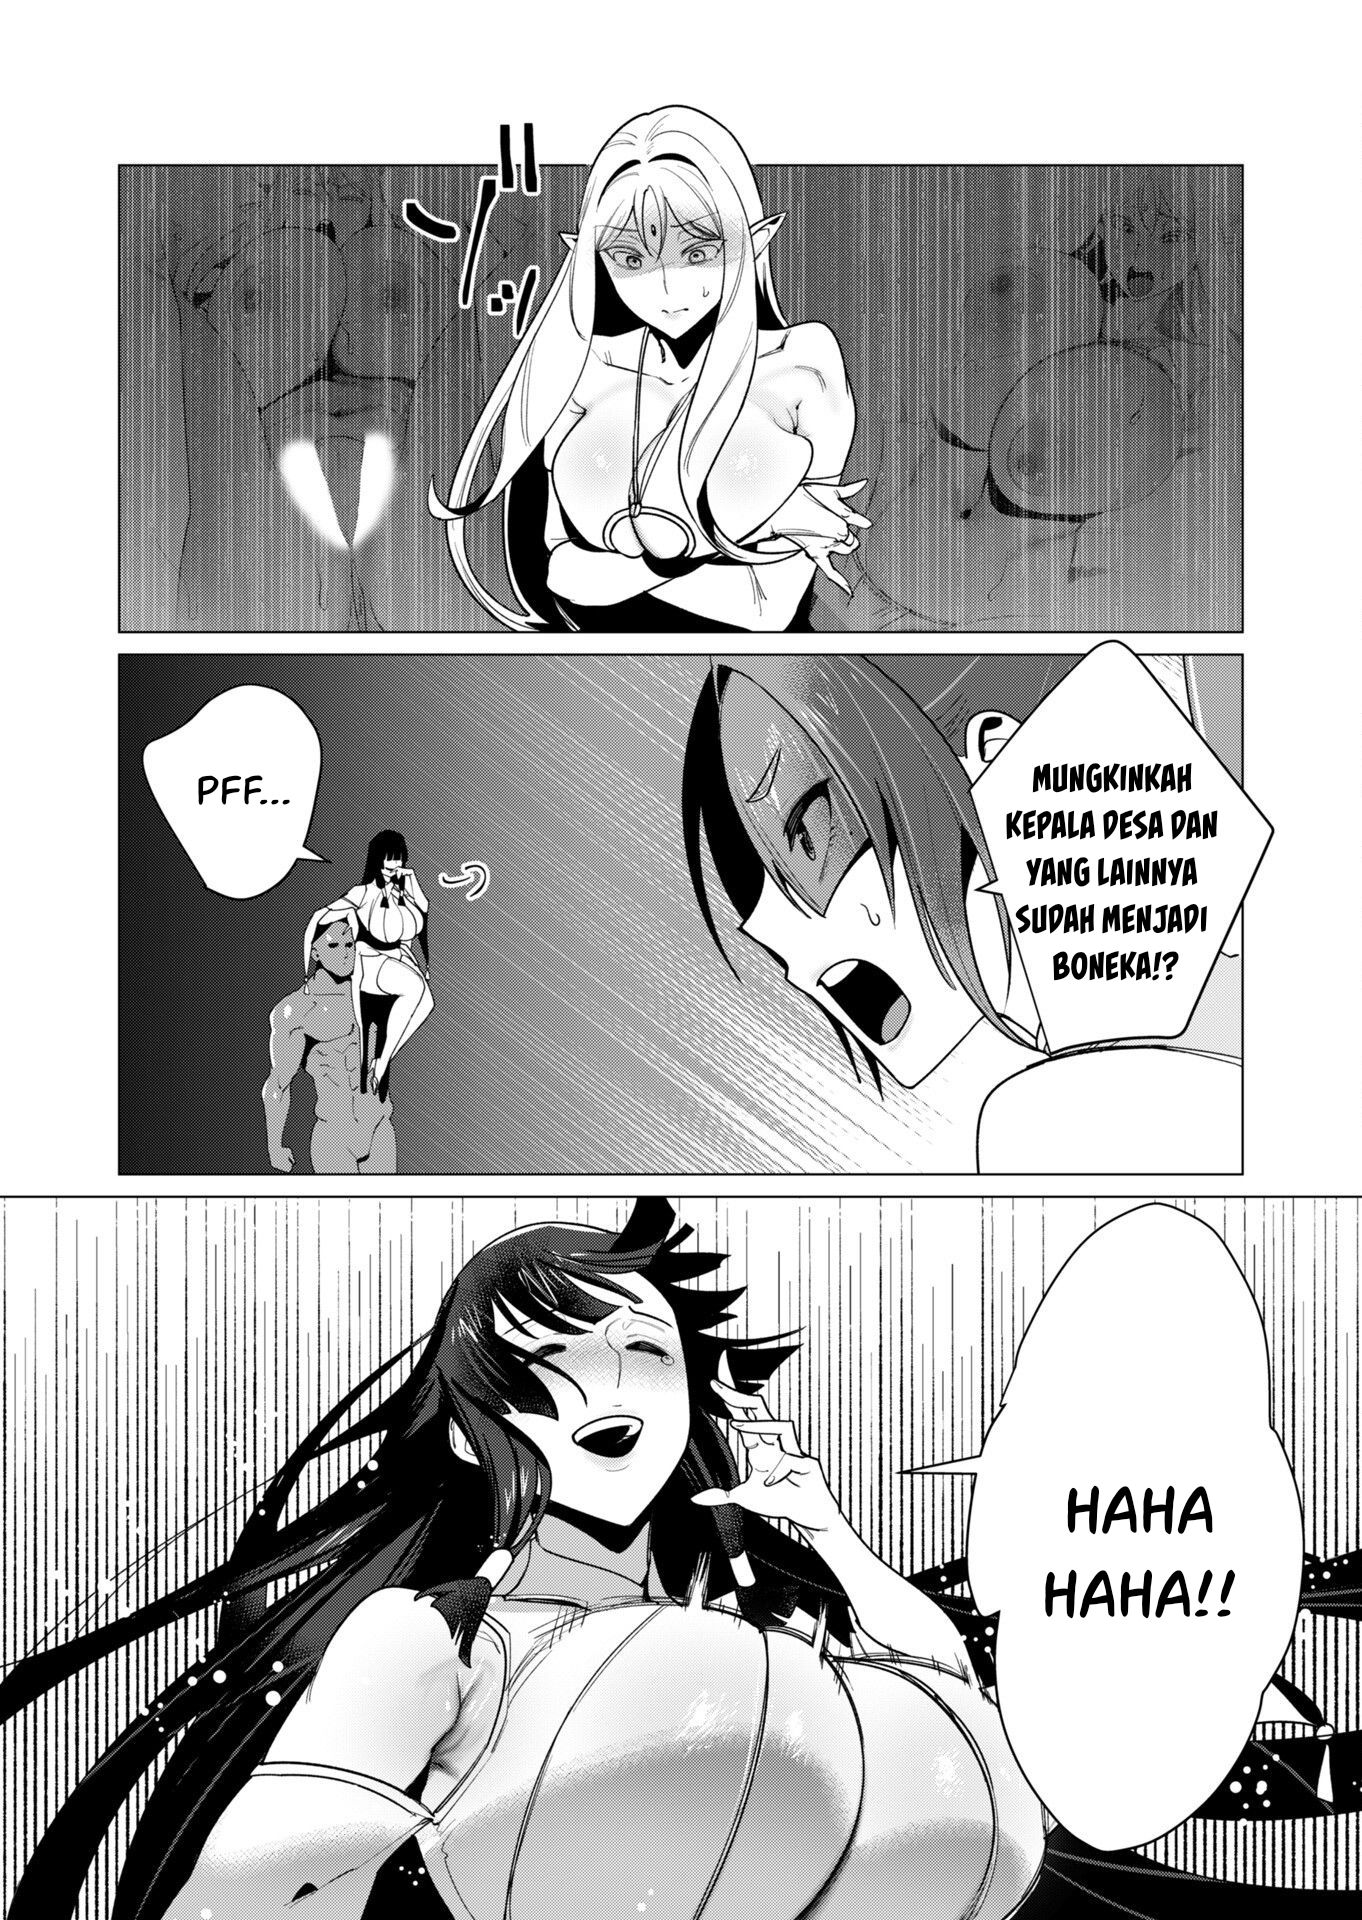 MUNGKINKAH
KEPALA DESA DAN
YANG LAINNYA
SUDAH MENJADI
BONEKA!?
PFF...
HAHA
HAHA!!